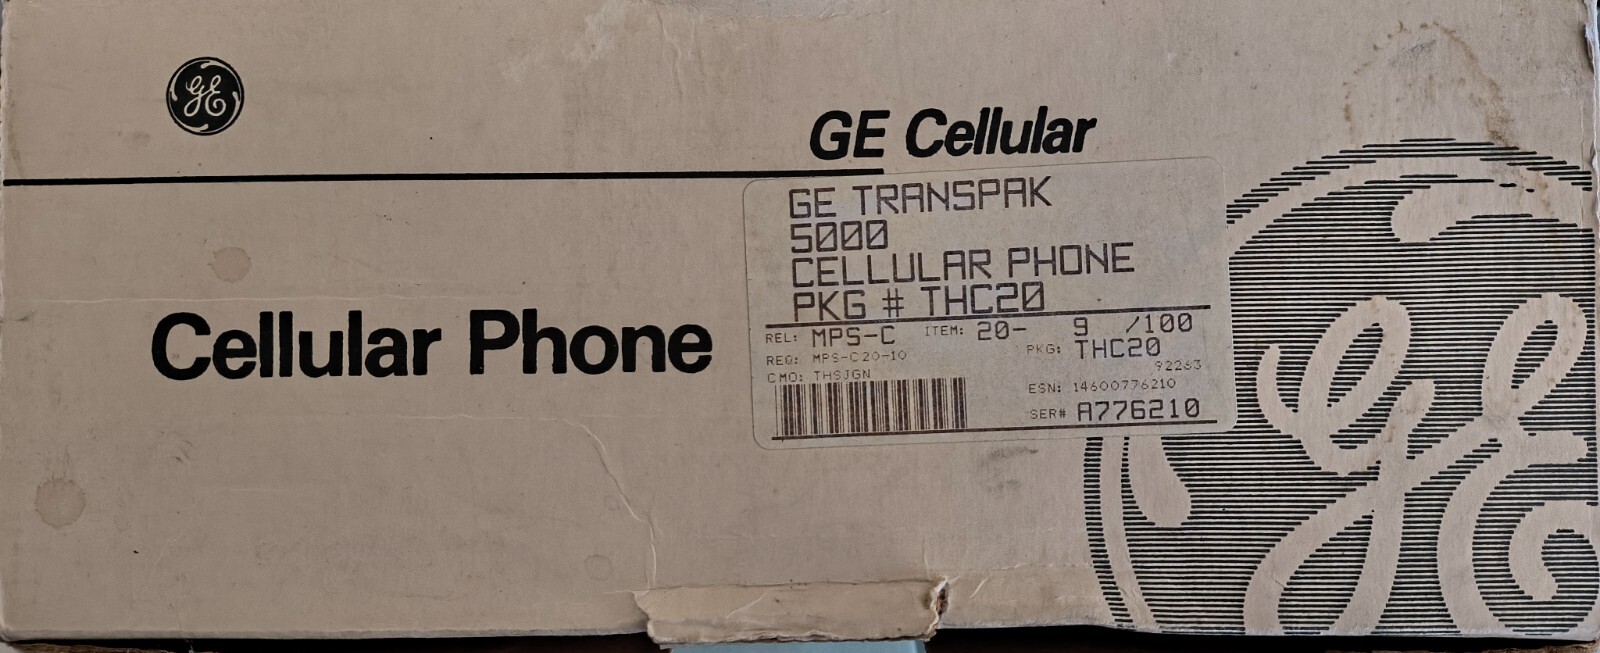 GE
GE Cellular
Cellular Phone
GE TRANSPAK
5000
CELLULAR PHONE
PKG # THC20
REL: MPS-C ITEM: 20- 9 /100
REQ: MPS-C20-10 PKG: THC20
92263
CMO: THSJGN
ESN: 14600776210
SER# A776210
GE